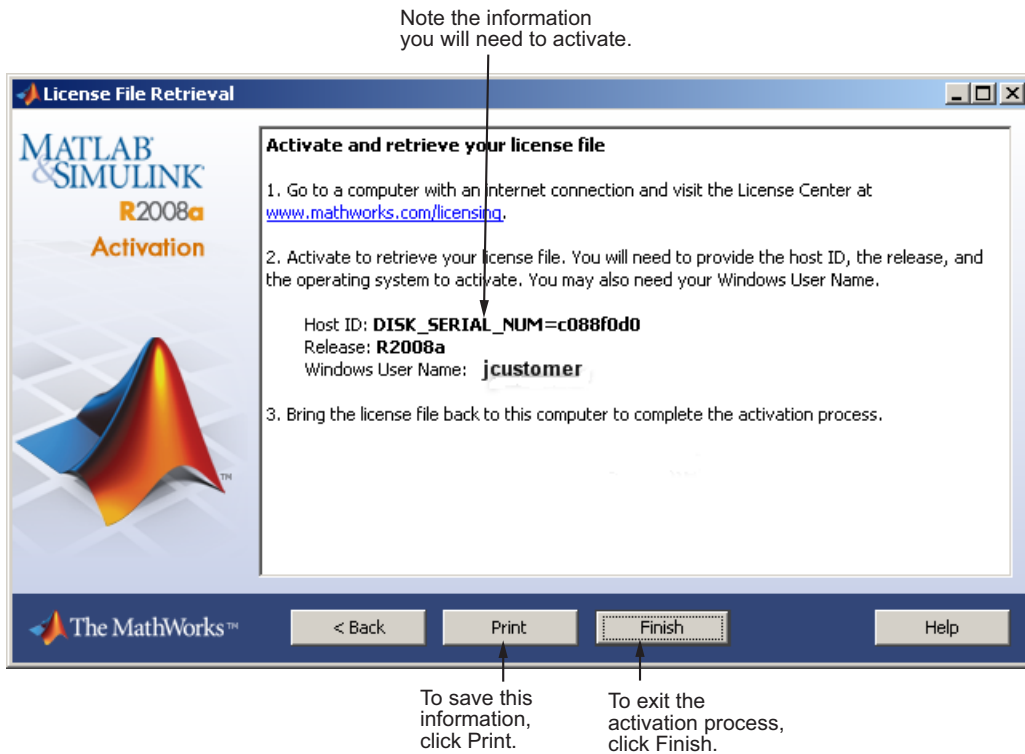 Note the information
you will need to activate.
License File Retrieval
MATLAB®
&SIMULINK®
R2008a
Activation
Activate and retrieve your license file
1. Go to a computer with an internet connection and visit the License Center at
www.mathworks.com/licensing.
2. Activate to retrieve your license file. You will need to provide the host ID, the release, and
the operating system to activate. You may also need your Windows User Name.
Host ID: DISK_SERIAL_NUM=c088f0d0
Release: R2008a
Windows User Name: jcustomer
3. Bring the license file back to this computer to complete the activation process.
TM
The MathWorks™
< Back
Print
Finish
Help
To save this
information,
click Print.
To exit the
activation process,
click Finish.